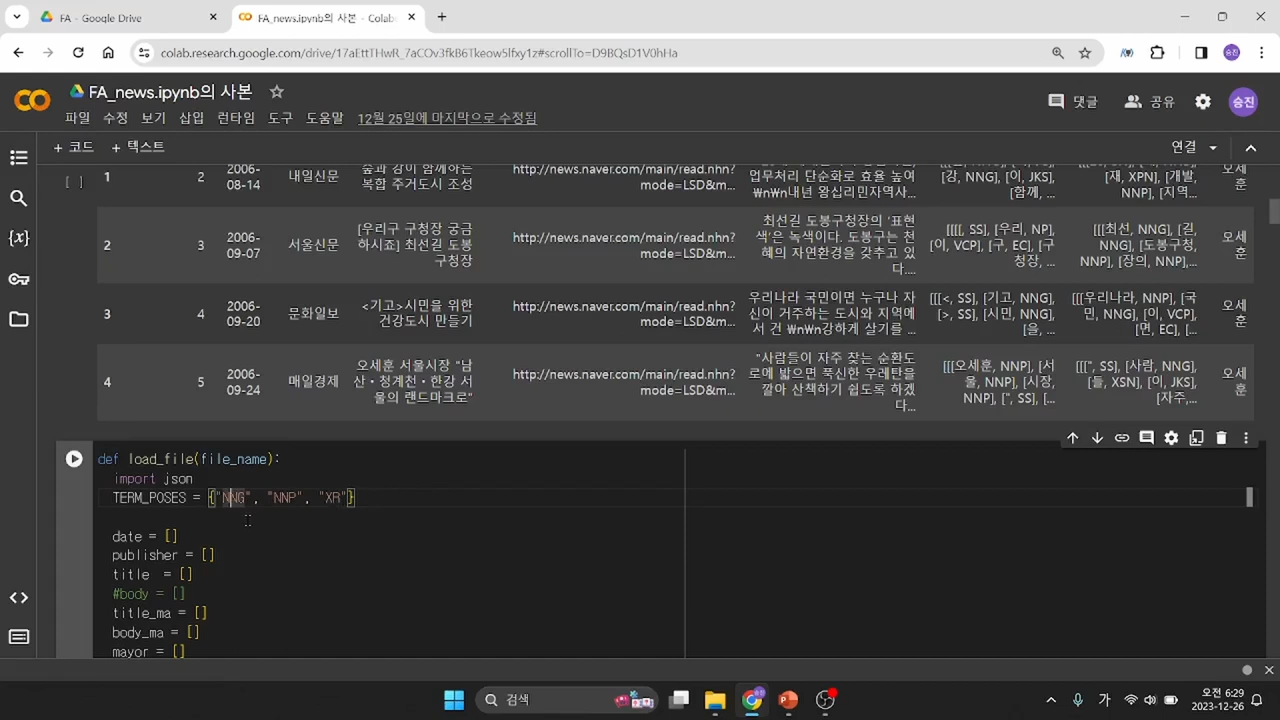 FA - Google Drive
FA_news.ipynb의 사본 - Colab
colab.research.google.com/drive/17aEttTHwR_7aCOv3fkB6Tkeow5lfxy1z#scrollTo=D9BQsD1V0hHa
승진
FA_news.ipynb의 사본
댓글
공유
승진
파일 수정 보기 삽입 런타임 도구 도움말 12월 25일에 마지막으로 수정됨
+ 코드 + 텍스트
연결
[ ]
1 2 2006-
08-14
내일신문
복합 주거도시 조성
http://news.naver.com/main/read.nhn?
mode=LSD&m...
업무처리 단순화로 효율 높여
₩n₩n내년 왕십리민자역사...
[강, NNG], [이, JKS],
[함께, ...
[재, XPN], [개발,
NNP], [지역...
훈
2 3 2006-
09-07
서울신문
[우리구 구청장 궁금
하시죠] 최선길 도봉
구청장
http://news.naver.com/main/read.nhn?
mode=LSD&m...
최선길 도봉구청장의 '표현
색'은 녹색이다. 도봉구는 천
혜의 자연환경을 갖추고 있
다....
[[[[, SS], [우리, NP],
[이, VCP], [구, EC], [구
청장, ...
[[[최선, NNG], [길,
NNG], [도봉구청,
NNP], [장의, NNP],...
오세
훈
3 4 2006-
09-20
문화일보
<기고>시민을 위한
건강도시 만들기
http://news.naver.com/main/read.nhn?
mode=LSD&m...
우리나라 국민이면 누구나 자
신이 거주하는 도시와 지역에
서 건 ₩n₩n강하게 살기를 ...
[[[<, SS], [기고, NNG],
[>, SS], [시민, NNG],
[을, ...
[[[우리나라, NNP], [국
민, NNG], [이, VCP],
[면, EC], [...
오세
훈
4 5 2006-
09-24
매일경제
오세훈 서울시장 "남
산·청계천·한강 서
울의 랜드마크로"
http://news.naver.com/main/read.nhn?
mode=LSD&m...
"사람들이 자주 찾는 순환도
로에 밟으면 푹신한 우레탄을
깔아 산책하기 쉽도록 하겠
다...
[[[오세훈, NNP], [서
울, NNP], [시장,
NNP], [", SS], [...
[[[", SS], [사람, NNG],
[들, XSN], [이, JKS],
[자주,...
오세
훈
def load_file(file_name):
import json
TERM_POSES = {"NNG", "NNP", "XR"}
date = []
publisher = []
title = []
#body = []
title_ma = []
body_ma = []
mayor = []
검색
가
오전 6:29
2023-12-26